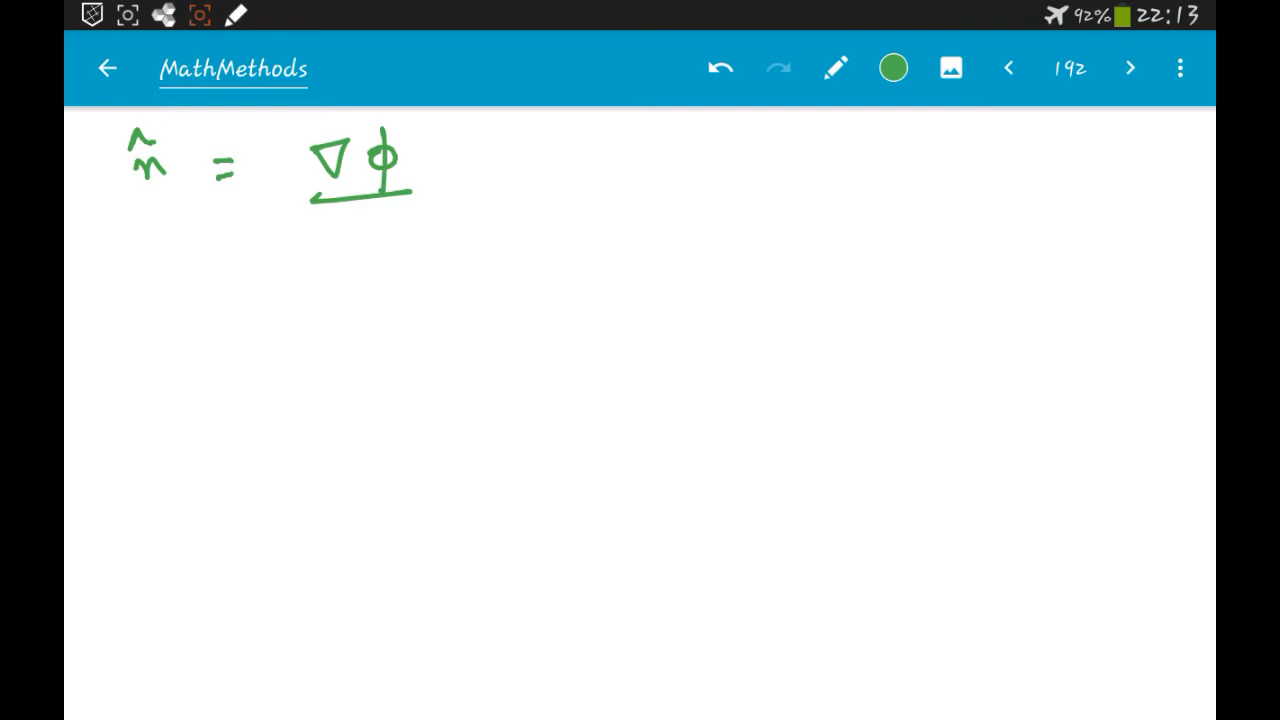 92% 22:13
MathMethods 192
n̂ = ∇ϕ